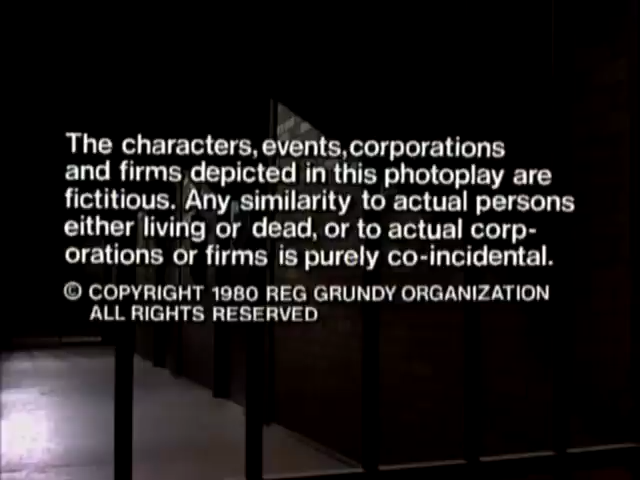 The characters, events, corporations
and firms depicted in this photoplay are
fictitious. Any similarity to actual persons
either living or dead, or to actual corp-
orations or firms is purely co-incidental.
© COPYRIGHT 1980 REG GRUNDY ORGANIZATION
ALL RIGHTS RESERVED